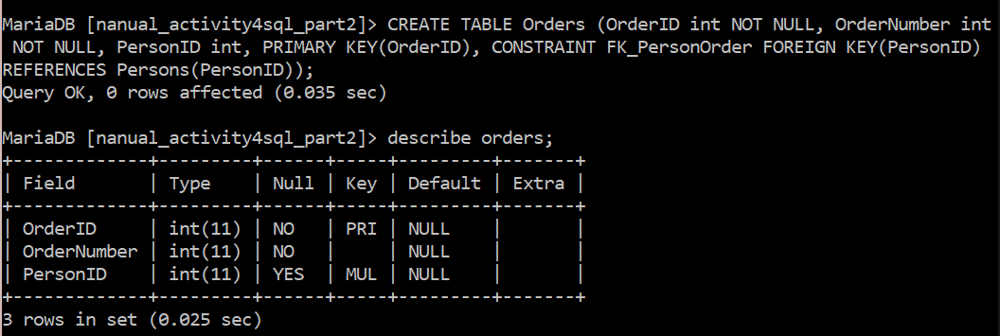 MariaDB [nanual_activity4sql_part2]> CREATE TABLE Orders (OrderID int NOT NULL, OrderNumber int
 NOT NULL, PersonID int, PRIMARY KEY(OrderID), CONSTRAINT FK_PersonOrder FOREIGN KEY(PersonID)
REFERENCES Persons(PersonID));
Query OK, 0 rows affected (0.035 sec)

MariaDB [nanual_activity4sql_part2]> describe orders;
+-------------+---------+------+-----+---------+-------+
| Field       | Type    | Null | Key | Default | Extra |
+-------------+---------+------+-----+---------+-------+
| OrderID     | int(11) | NO   | PRI | NULL    |       |
| OrderNumber | int(11) | NO   |     | NULL    |       |
| PersonID    | int(11) | YES  | MUL | NULL    |       |
+-------------+---------+------+-----+---------+-------+
3 rows in set (0.025 sec)